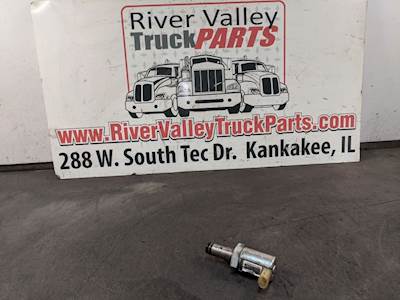 River Valley
TruckPARTS
www.RiverValleyTruckParts.com
288 W. South Tec Dr. Kankakee, IL